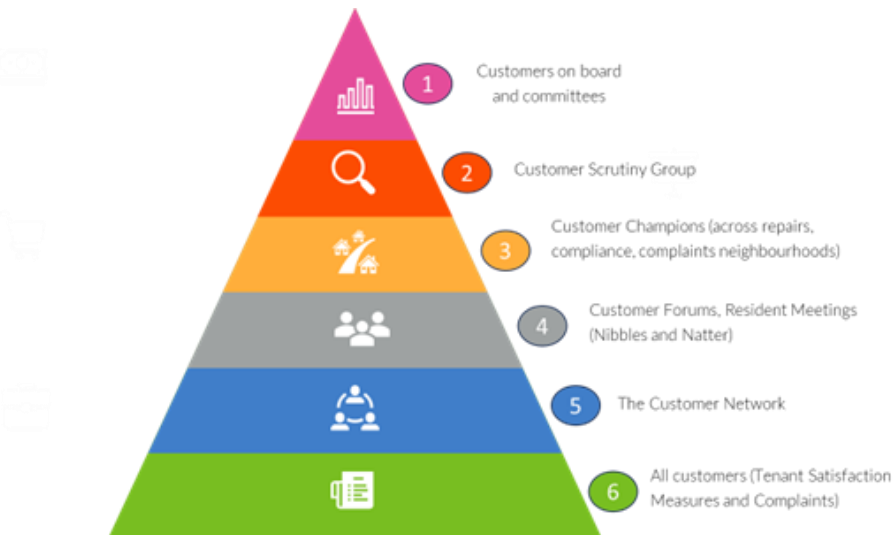 1
Customers on board
and committees
2
Customer Scrutiny Group
3
Customer Champions (across repairs,
compliance, complaints neighbourhoods)
4
Customer Forums, Resident Meetings
(Nibbles and Natter)
5
The Customer Network
6
All customers (Tenant Satisfaction
Measures and Complaints)